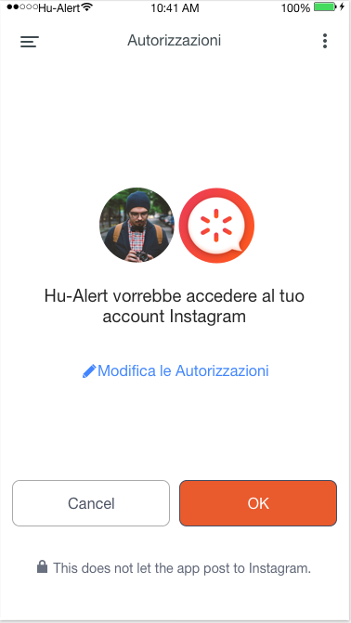 Hu-Alert
10:41 AM
100%
Autorizzazioni
Hu-Alert vorrebbe accedere al tuo
account Instagram
Modifica le Autorizzazioni
Cancel
OK
This does not let the app post to Instagram.